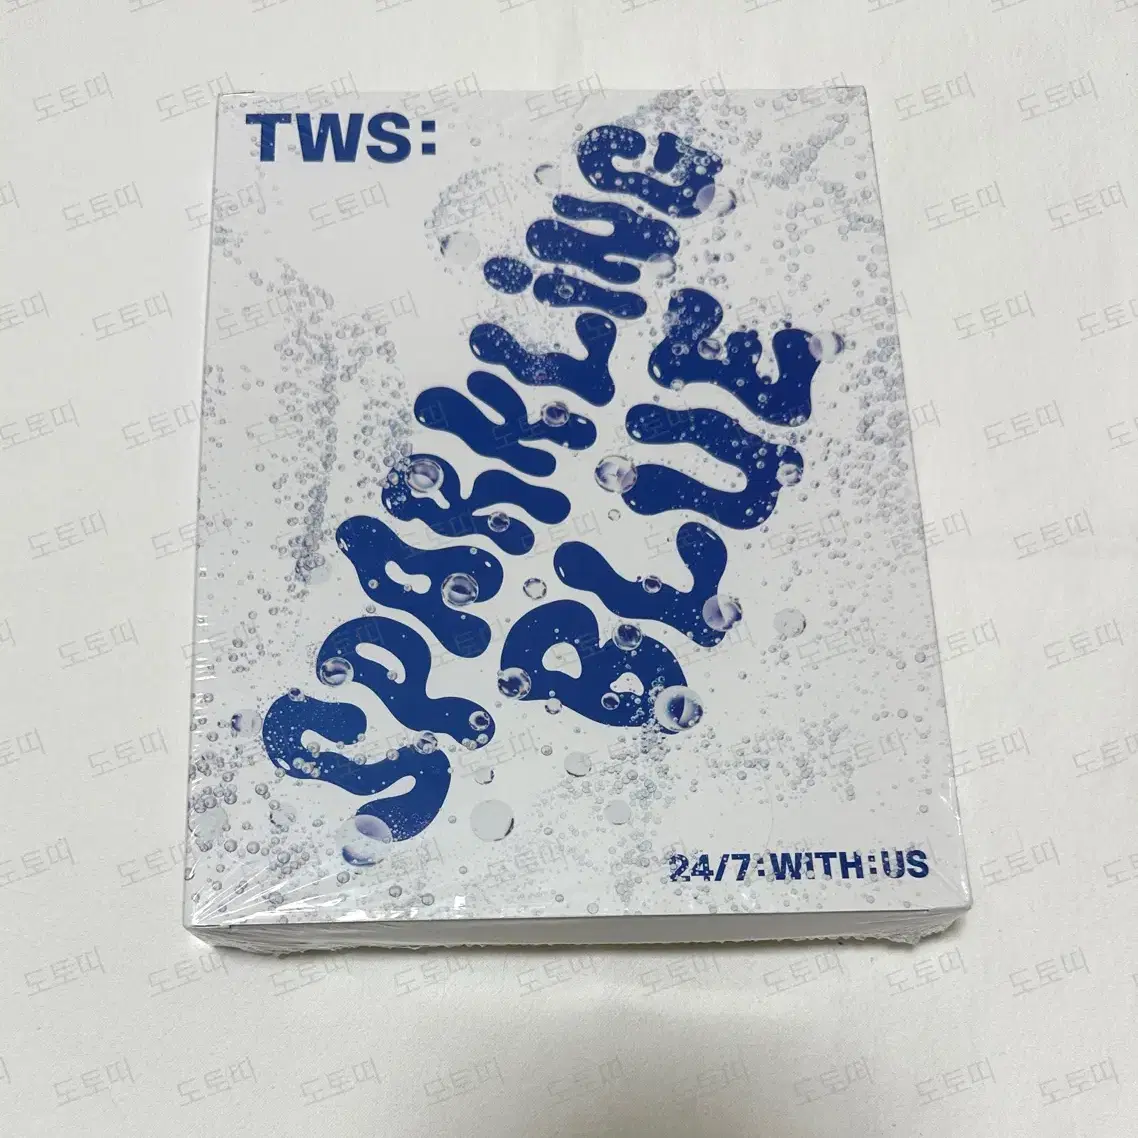 TWS:
SPARKLiNG
BLUE
24/7:WITH:US
도토띠